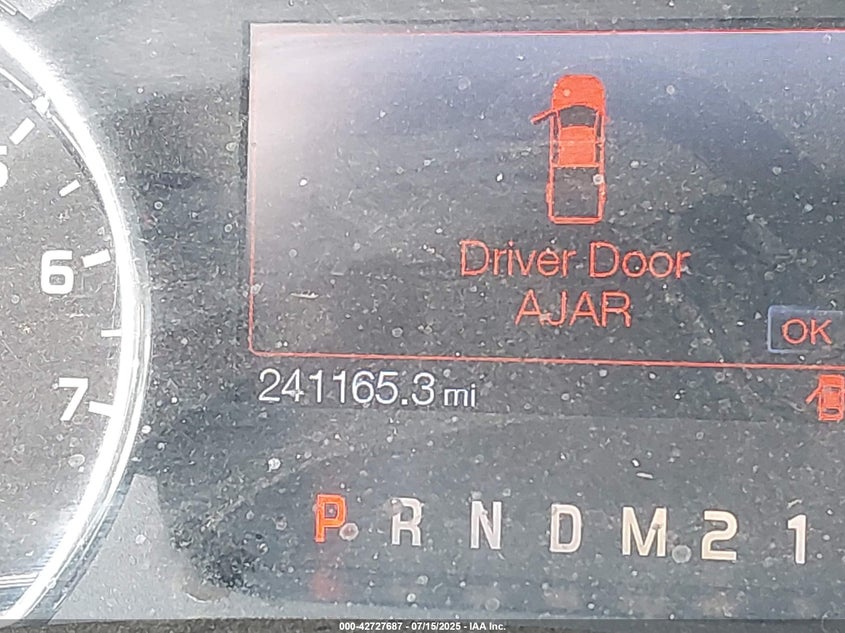 6
7
Driver Door
AJAR
OK
241165.3 mi
P R N D M 2 1
000-42727687 - 07/15/2025 - IAA Inc.